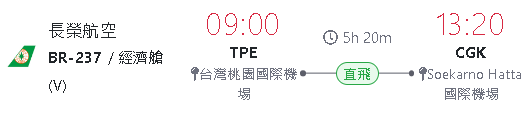 長榮航空
BR-237 / 經濟艙
(V)
09:00
TPE
台灣桃園國際機
場
5h 20m
直飛
13:20
CGK
Soekarno Hatta
國際機場